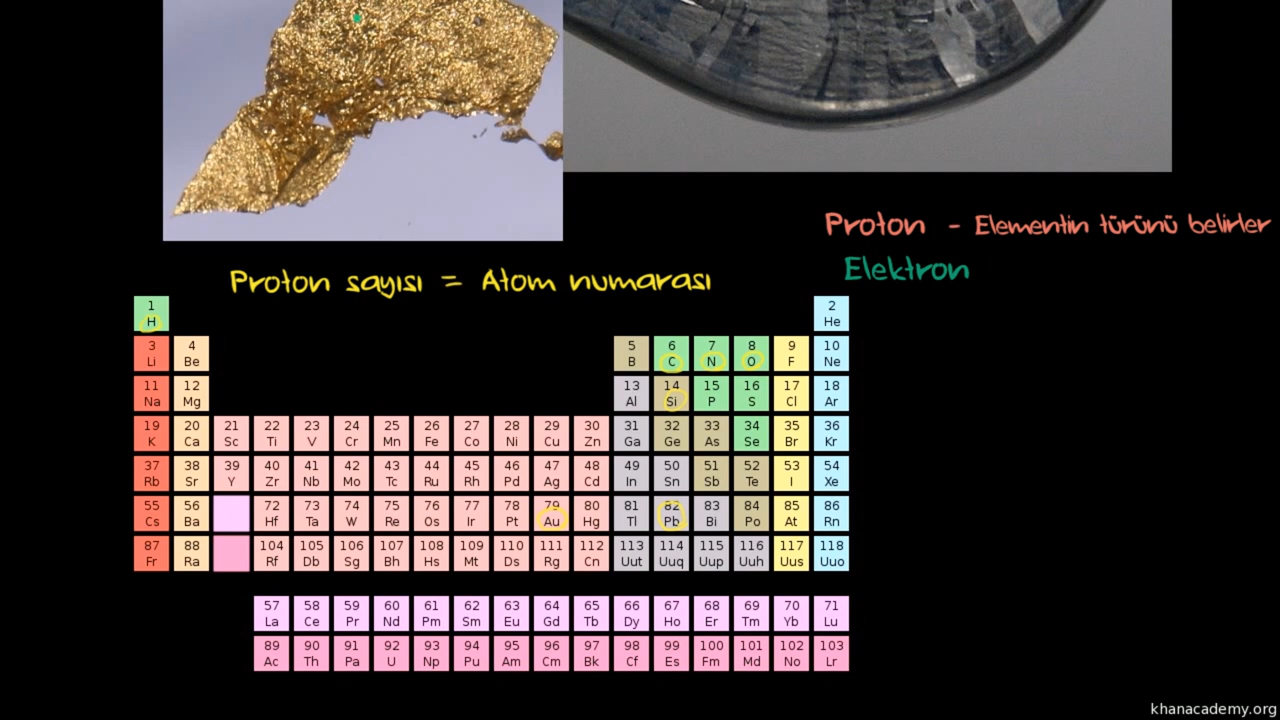 Proton - Elementin türünü belirler
Elektron
Proton sayısı = Atom numarası
1 2
H He
3 4 5 6 7 8 9 10
Li Be B C N O F Ne
11 12 13 14 15 16 17 18
Na Mg Al Si P S Cl Ar
19 20 21 22 23 24 25 26 27 28 29 30 31 32 33 34 35 36
K Ca Sc Ti V Cr Mn Fe Co Ni Cu Zn Ga Ge As Se Br Kr
37 38 39 40 41 42 43 44 45 46 47 48 49 50 51 52 53 54
Rb Sr Y Zr Nb Mo Tc Ru Rh Pd Ag Cd In Sn Sb Te I Xe
55 56 72 73 74 75 76 77 78 79 80 81 82 83 84 85 86
Cs Ba Hf Ta W Re Os Ir Pt Au Hg Tl Pb Bi Po At Rn
87 88 104 105 106 107 108 109 110 111 112 113 114 115 116 117 118
Fr Ra Rf Db Sg Bh Hs Mt Ds Rg Cn Uut Uuq Uup Uuh Uus Uuo
57 58 59 60 61 62 63 64 65 66 67 68 69 70 71
La Ce Pr Nd Pm Sm Eu Gd Tb Dy Ho Er Tm Yb Lu
89 90 91 92 93 94 95 96 97 98 99 100 101 102 103
Ac Th Pa U Np Pu Am Cm Bk Cf Es Fm Md No Lr
khanacademy.org